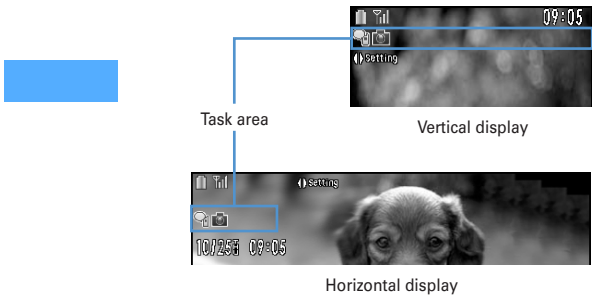 09:05
Setting
Task area
Vertical display
Setting
10/25
09:05
Horizontal display